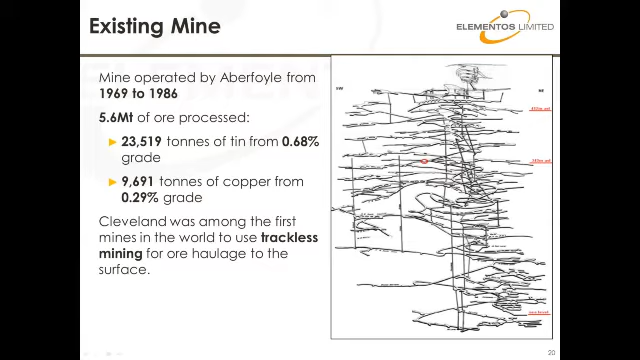 Existing Mine
ELEMENTOS LIMITED
Mine operated by Aberfoyle from
1969 to 1986
5.6Mt of ore processed:
23,519 tonnes of tin from 0.68%
grade
9,691 tonnes of copper from
0.29% grade
Cleveland was among the first
mines in the world to use trackless
mining for ore haulage to the
surface.
SW
NE
20